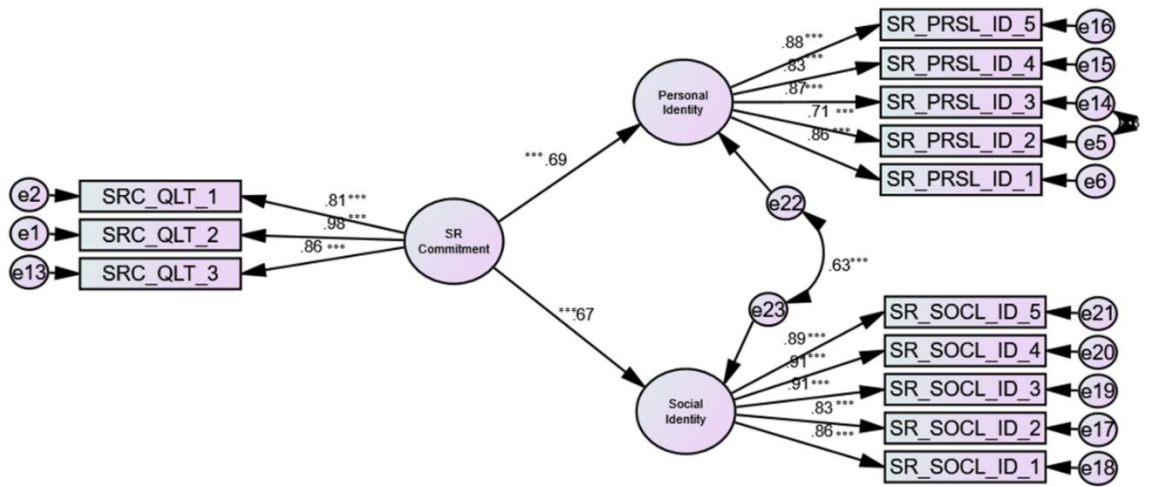 SR_PRSL_ID_5
e16
.88***
SR_PRSL_ID_4
e15
.83***
Personal
Identity
.87***
SR_PRSL_ID_3
e14
.71 ***
SR_PRSL_ID_2
e5
.86***
SR_PRSL_ID_1
e6
***.69
e2
SRC_QLT_1
.81***
e22
e1
SRC_QLT_2
.98***
SR
Commitment
e13
SRC_QLT_3
.86 ***
.63***
e23
***.67
SR_SOCL_ID_5
e21
.89***
SR_SOCL_ID_4
e20
.91***
SR_SOCL_ID_3
e19
.91***
Social
Identity
.83***
SR_SOCL_ID_2
e17
.86***
SR_SOCL_ID_1
e18